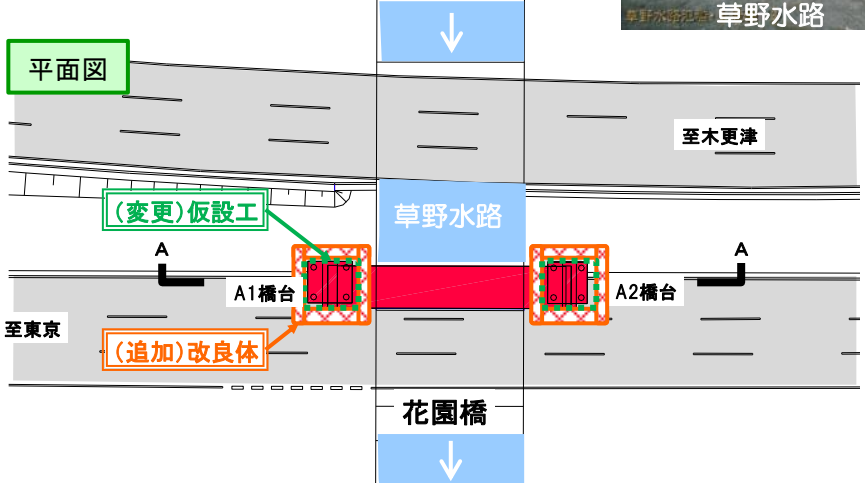 草野水路
平面図
至木更津
(変更)仮設工
草野水路
A
A
A1橋台
A2橋台
至東京
(追加)改良体
花園橋